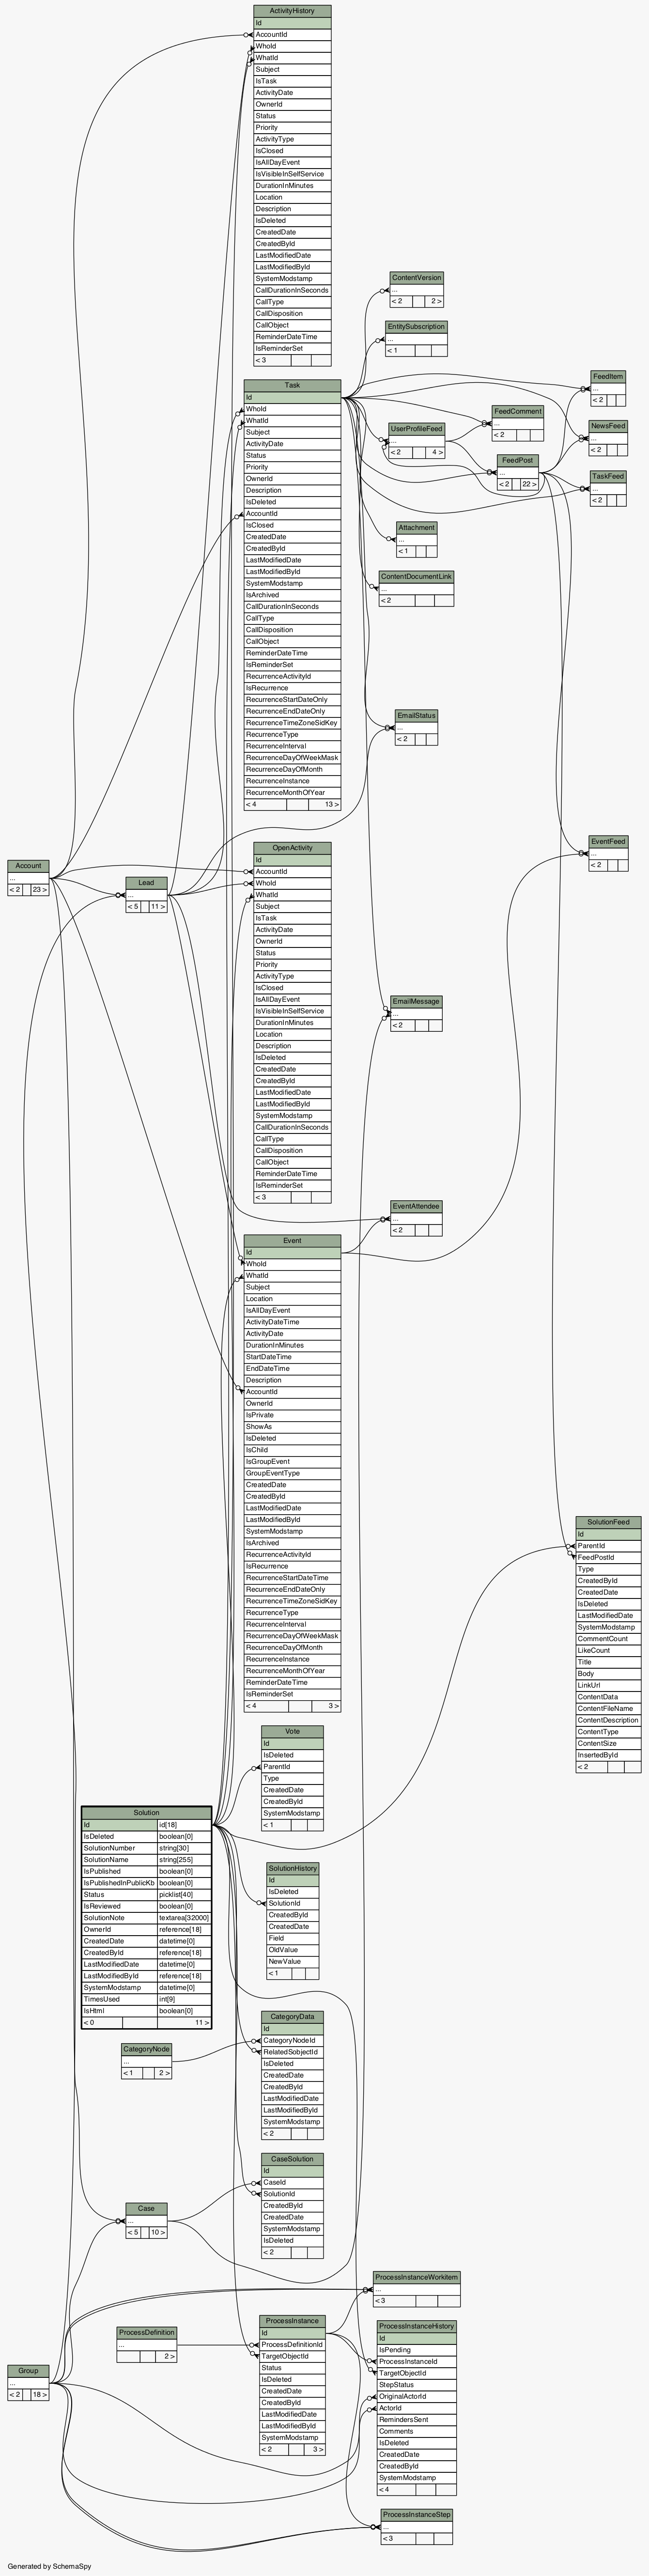 ActivityHistory
Id
AccountId
WhoId
WhatId
Subject
IsTask
ActivityDate
OwnerId
Status
Priority
ActivityType
IsClosed
IsAllDayEvent
IsVisibleInSelfService
DurationInMinutes
Location
Description
IsDeleted
CreatedDate
CreatedById
LastModifiedDate
LastModifiedById
SystemModstamp
CallDurationInSeconds
CallType
CallDisposition
CallObject
ReminderDateTime
IsReminderSet
< 3
ContentVersion
...
< 2 2 >
EntitySubscription
...
< 1
Task
Id
WhoId
WhatId
Subject
ActivityDate
Status
Priority
OwnerId
Description
IsDeleted
AccountId
IsClosed
CreatedDate
CreatedById
LastModifiedDate
LastModifiedById
SystemModstamp
IsArchived
CallDurationInSeconds
CallType
CallDisposition
CallObject
ReminderDateTime
IsReminderSet
RecurrenceActivityId
IsRecurrence
RecurrenceStartDateOnly
RecurrenceEndDateOnly
RecurrenceTimeZoneSidKey
RecurrenceType
RecurrenceInterval
RecurrenceDayOfWeekMask
RecurrenceDayOfMonth
RecurrenceInstance
RecurrenceMonthOfYear
< 4 13 >
FeedItem
...
< 2
FeedComment
...
< 2
UserProfileFeed
...
< 2 4 >
NewsFeed
...
< 2
FeedPost
...
< 2 22 >
TaskFeed
...
< 2
Attachment
...
< 1
ContentDocumentLink
...
< 2
EmailStatus
...
< 2
EventFeed
...
< 2
Account
...
< 2 23 >
Lead
...
< 5 11 >
OpenActivity
Id
AccountId
WhoId
WhatId
Subject
IsTask
ActivityDate
OwnerId
Status
Priority
ActivityType
IsClosed
IsAllDayEvent
IsVisibleInSelfService
DurationInMinutes
Location
Description
IsDeleted
CreatedDate
CreatedById
LastModifiedDate
LastModifiedById
SystemModstamp
CallDurationInSeconds
CallType
CallDisposition
CallObject
ReminderDateTime
IsReminderSet
< 3
EmailMessage
...
< 2
EventAttendee
...
< 2
Event
Id
WhoId
WhatId
Subject
Location
IsAllDayEvent
ActivityDateTime
ActivityDate
DurationInMinutes
StartDateTime
EndDateTime
Description
AccountId
OwnerId
IsPrivate
ShowAs
IsDeleted
IsChild
IsGroupEvent
GroupEventType
CreatedDate
CreatedById
LastModifiedDate
LastModifiedById
SystemModstamp
IsArchived
RecurrenceActivityId
IsRecurrence
RecurrenceStartDateTime
RecurrenceEndDateOnly
RecurrenceTimeZoneSidKey
RecurrenceType
RecurrenceInterval
RecurrenceDayOfWeekMask
RecurrenceDayOfMonth
RecurrenceInstance
RecurrenceMonthOfYear
ReminderDateTime
IsReminderSet
< 4 3 >
SolutionFeed
Id
ParentId
FeedPostId
Type
CreatedById
CreatedDate
IsDeleted
LastModifiedDate
SystemModstamp
CommentCount
LikeCount
Title
Body
LinkUrl
ContentData
ContentFileName
ContentDescription
ContentType
ContentSize
InsertedById
< 2
Vote
Id
IsDeleted
ParentId
Type
CreatedDate
CreatedById
SystemModstamp
< 1
Solution
Id id[18]
IsDeleted boolean[0]
SolutionNumber string[30]
SolutionName string[255]
IsPublished boolean[0]
IsPublishedInPublicKb boolean[0]
Status picklist[40]
IsReviewed boolean[0]
SolutionNote textarea[32000]
OwnerId reference[18]
CreatedDate datetime[0]
CreatedById reference[18]
LastModifiedDate datetime[0]
LastModifiedById reference[18]
SystemModstamp datetime[0]
TimesUsed int[9]
IsHtml boolean[0]
< 0 11 >
SolutionHistory
Id
IsDeleted
SolutionId
CreatedById
CreatedDate
Field
OldValue
NewValue
< 1
CategoryData
Id
CategoryNodeId
RelatedSobjectId
IsDeleted
CreatedDate
CreatedById
LastModifiedDate
LastModifiedById
SystemModstamp
< 2
CategoryNode
...
< 1 2 >
CaseSolution
Id
CaseId
SolutionId
CreatedById
CreatedDate
SystemModstamp
IsDeleted
< 2
Case
...
< 5 10 >
ProcessInstanceWorkitem
...
< 3
ProcessInstance
Id
ProcessDefinitionId
TargetObjectId
Status
IsDeleted
CreatedDate
CreatedById
LastModifiedDate
LastModifiedById
SystemModstamp
< 2 3 >
ProcessDefinition
...
2 >
ProcessInstanceHistory
Id
IsPending
ProcessInstanceId
TargetObjectId
StepStatus
OriginalActorId
ActorId
RemindersSent
Comments
IsDeleted
CreatedDate
CreatedById
SystemModstamp
< 4
Group
...
< 2 18 >
ProcessInstanceStep
...
< 3
Generated by SchemaSpy